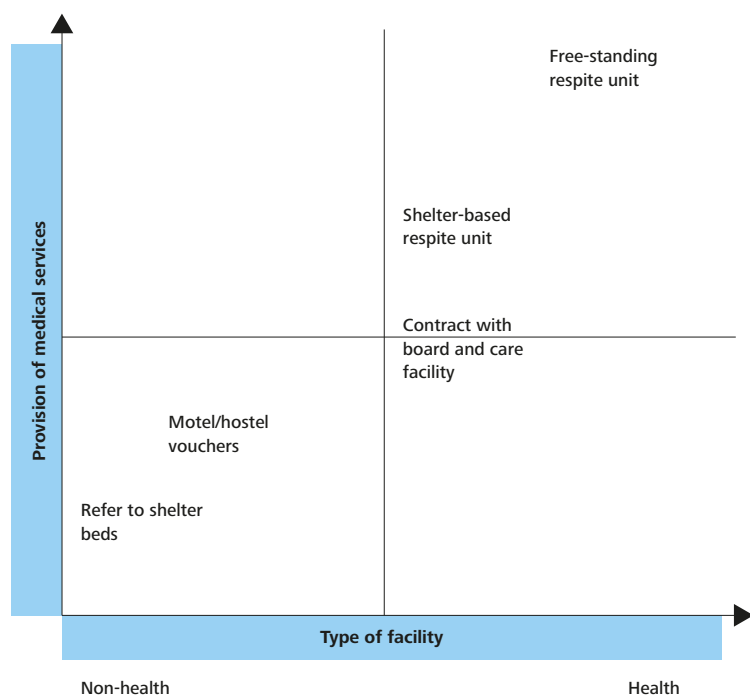 Free-standing
respite unit
Shelter-based
respite unit
Contract with
board and care
facility
Provision of medical services
Motel/hostel
vouchers
Refer to shelter
beds
Type of facility
Non-health
Health